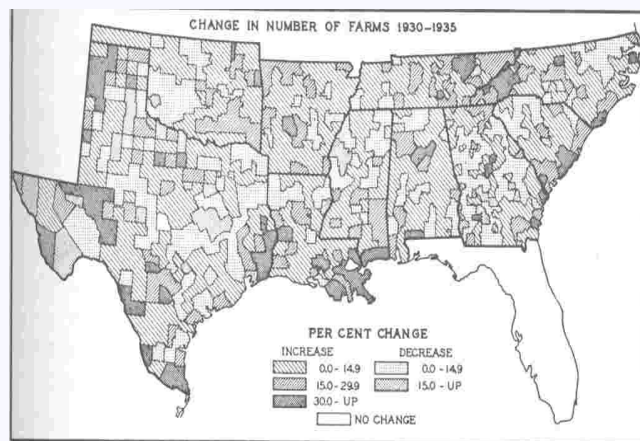 CHANGE IN NUMBER OF FARMS 1930-1935
PER CENT CHANGE
INCREASE DECREASE
0.0-14.9 0.0-14.9
15.0-29.9 15.0-UP
30.0-UP
NO CHANGE